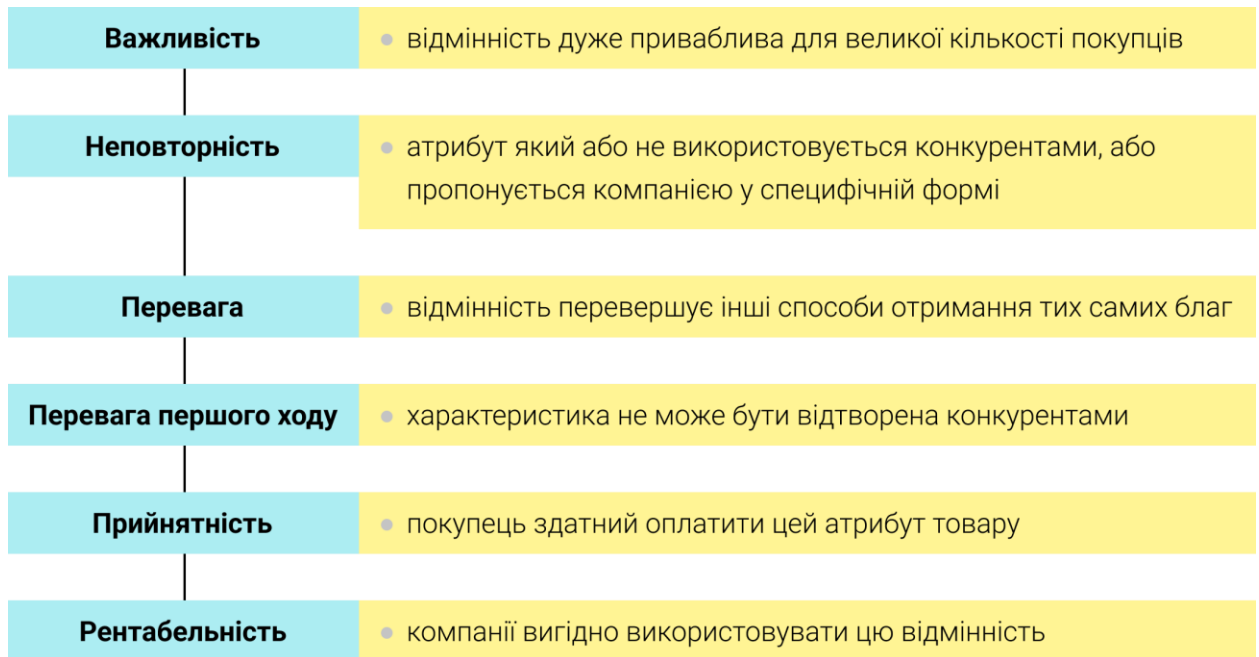 Важливість
відмінність дуже приваблива для великої кількості покупців
Неповторність
атрибут який або не використовується конкурентами, або
пропонується компанією у специфічній формі
Перевага
відмінність перевершує інші способи отримання тих самих благ
Перевага першого ходу
характеристика не може бути відтворена конкурентами
Прийнятність
покупець здатний оплатити цей атрибут товару
Рентабельність
компанії вигідно використовувати цю відмінність